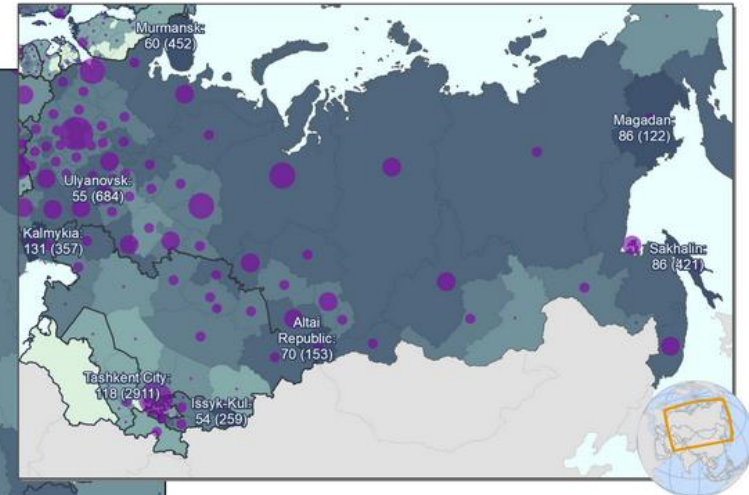 Murmansk:
60 (452)
Magadan:
86 (122)
Ulyanovsk:
55 (684)
Kalmykia:
131 (357)
Sakhalin:
86 (421)
Altai
Republic:
70 (153)
Tashkent City:
118 (2911)
Issyk-Kul:
54 (259)